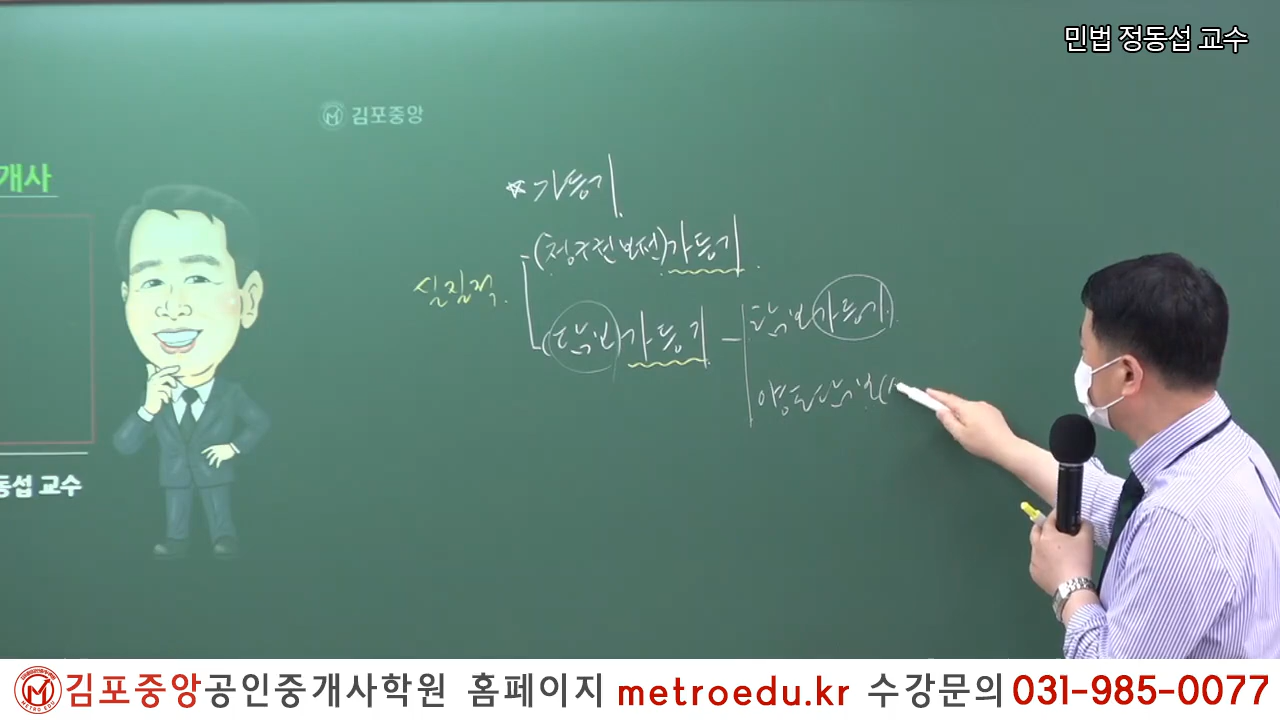 민법 정동섭 교수
김포중앙
개사
* 가등기
(청구권보전)가등기.
실질적.
(담보)가등기 - 담보가등기.
양도담보(
동섭 교수
METRO EDU
김포중앙공인중개사학원 홈페이지 metroedu.kr 수강문의 031-985-0077